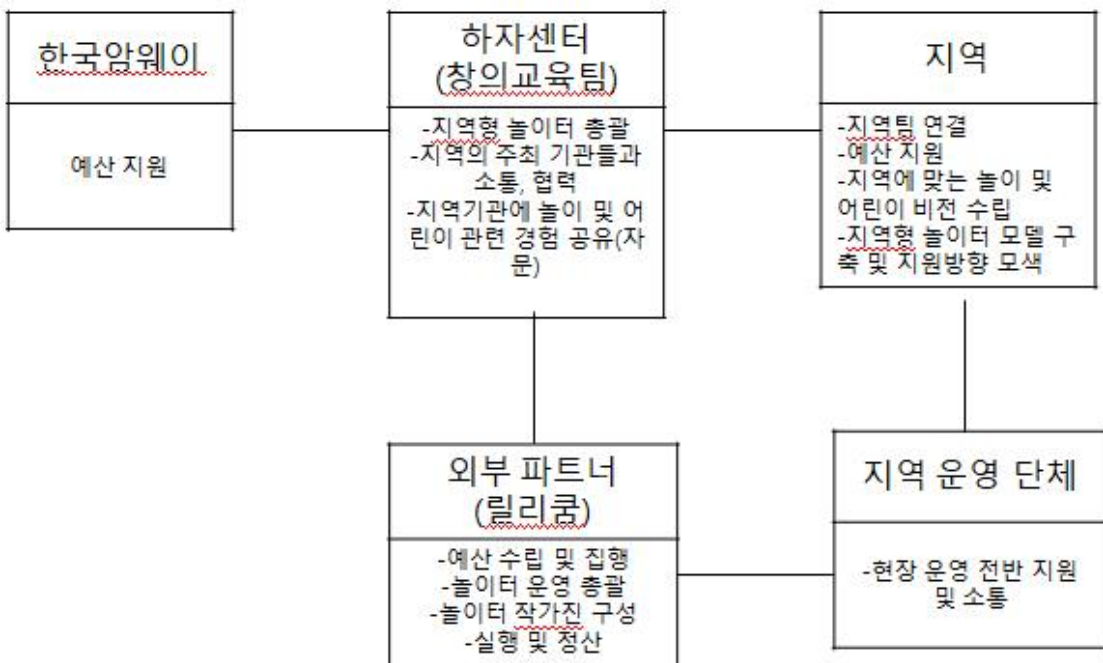 한국암웨이
예산 지원
하자센터
(창의교육팀)
-지역형 놀이터 총괄
-지역의 주최 기관들과
소통, 협력
-지역기관에 놀이 및 어
린이 관련 경험 공유(자
문)
지역
-지역팀 연결
-예산 지원
-지역에 맞는 놀이 및
어린이 비전 수립
-지역형 놀이터 모델 구
축 및 지원방향 모색
외부 파트너
(릴리쿰)
-예산 수립 및 집행
-놀이터 운영 총괄
-놀이터 작가진 구성
-실행 및 정산
지역 운영 단체
-현장 운영 전반 지원
및 소통